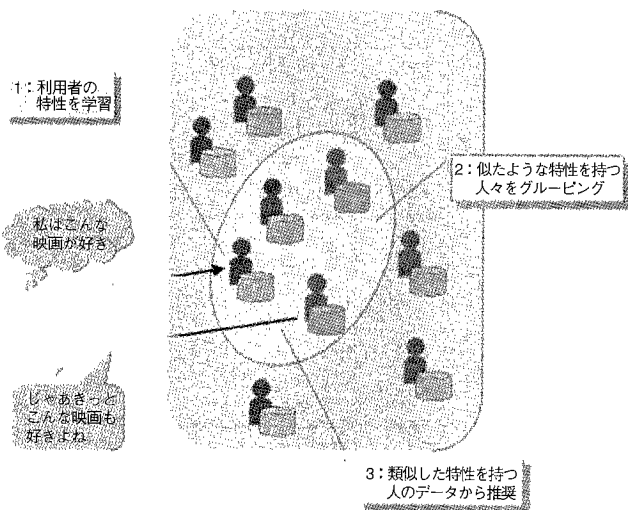 1：利用者の
特性を学習
2：似たような特性を持つ
人々をグルーピング
私はこんな
映画が好き
じゃあきっと
こんな映画も
好きよね
3：類似した特性を持つ
人のデータから推奨